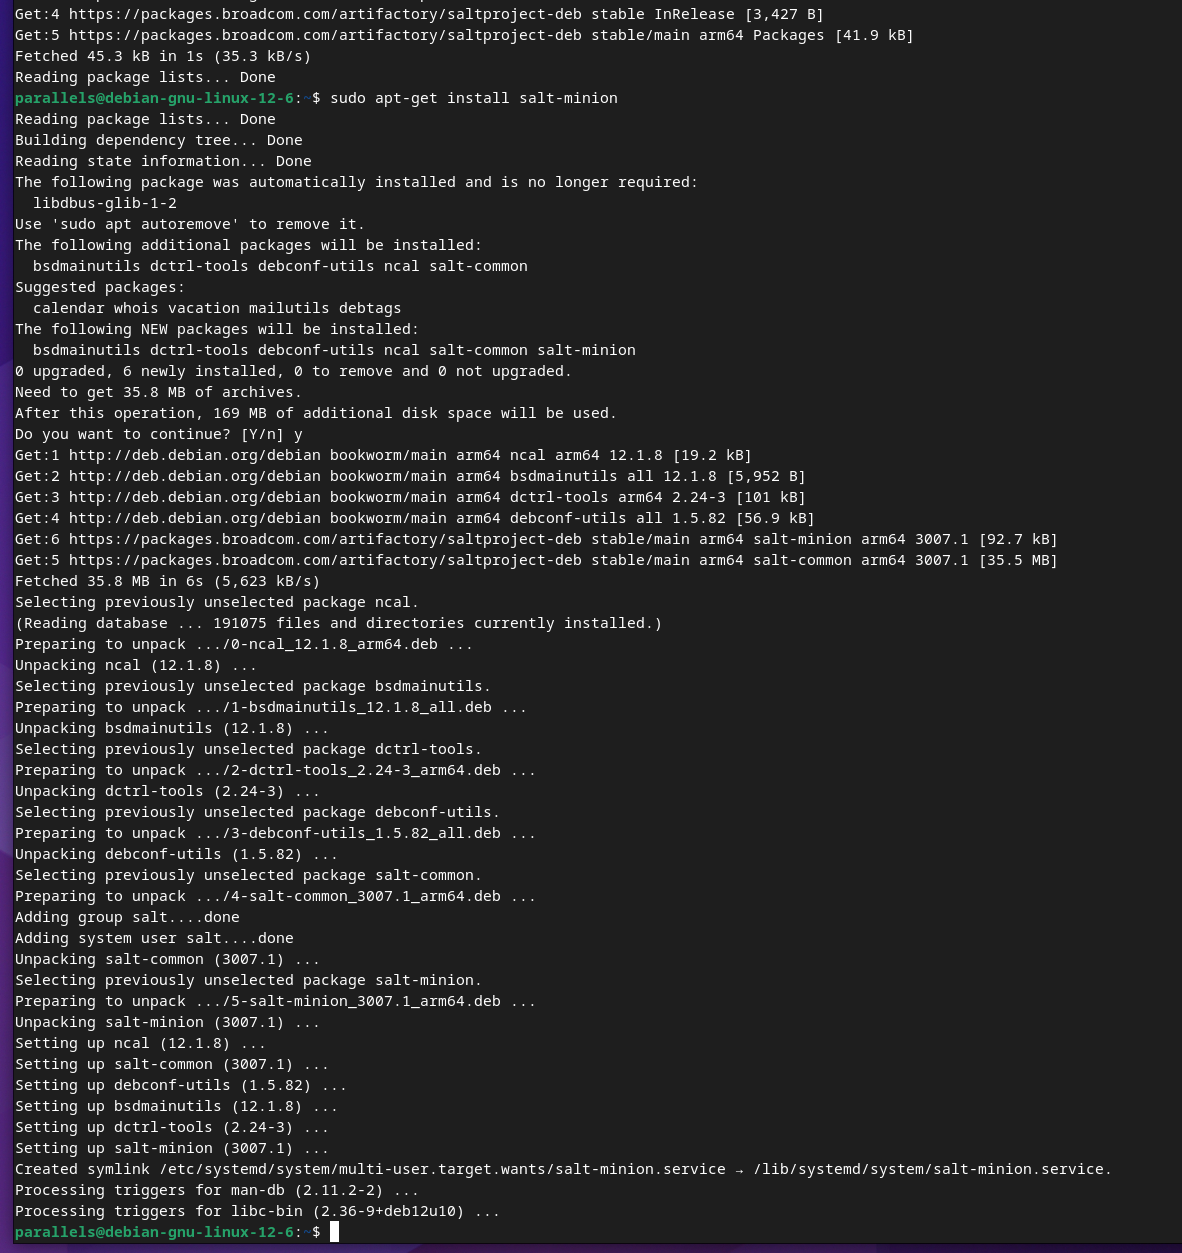 Get:4 https://packages.broadcom.com/artifactory/saltproject-deb stable InRelease [3,427 B]
Get:5 https://packages.broadcom.com/artifactory/saltproject-deb stable/main arm64 Packages [41.9 kB]
Fetched 45.3 kB in 1s (35.3 kB/s)
Reading package lists... Done
parallels@debian-gnu-linux-12-6:~$ sudo apt-get install salt-minion
Reading package lists... Done
Building dependency tree... Done
Reading state information... Done
The following package was automatically installed and is no longer required:
  libdbus-glib-1-2
Use 'sudo apt autoremove' to remove it.
The following additional packages will be installed:
  bsdmainutils dctrl-tools debconf-utils ncal salt-common
Suggested packages:
  calendar whois vacation mailutils debtags
The following NEW packages will be installed:
  bsdmainutils dctrl-tools debconf-utils ncal salt-common salt-minion
0 upgraded, 6 newly installed, 0 to remove and 0 not upgraded.
Need to get 35.8 MB of archives.
After this operation, 169 MB of additional disk space will be used.
Do you want to continue? [Y/n] y
Get:1 http://deb.debian.org/debian bookworm/main arm64 ncal arm64 12.1.8 [19.2 kB]
Get:2 http://deb.debian.org/debian bookworm/main arm64 bsdmainutils all 12.1.8 [5,952 B]
Get:3 http://deb.debian.org/debian bookworm/main arm64 dctrl-tools arm64 2.24-3 [101 kB]
Get:4 http://deb.debian.org/debian bookworm/main arm64 debconf-utils all 1.5.82 [56.9 kB]
Get:6 https://packages.broadcom.com/artifactory/saltproject-deb stable/main arm64 salt-minion arm64 3007.1 [92.7 kB]
Get:5 https://packages.broadcom.com/artifactory/saltproject-deb stable/main arm64 salt-common arm64 3007.1 [35.5 MB]
Fetched 35.8 MB in 6s (5,623 kB/s)
Selecting previously unselected package ncal.
(Reading database ... 191075 files and directories currently installed.)
Preparing to unpack .../0-ncal_12.1.8_arm64.deb ...
Unpacking ncal (12.1.8) ...
Selecting previously unselected package bsdmainutils.
Preparing to unpack .../1-bsdmainutils_12.1.8_all.deb ...
Unpacking bsdmainutils (12.1.8) ...
Selecting previously unselected package dctrl-tools.
Preparing to unpack .../2-dctrl-tools_2.24-3_arm64.deb ...
Unpacking dctrl-tools (2.24-3) ...
Selecting previously unselected package debconf-utils.
Preparing to unpack .../3-debconf-utils_1.5.82_all.deb ...
Unpacking debconf-utils (1.5.82) ...
Selecting previously unselected package salt-common.
Preparing to unpack .../4-salt-common_3007.1_arm64.deb ...
Adding group salt....done
Adding system user salt....done
Unpacking salt-common (3007.1) ...
Selecting previously unselected package salt-minion.
Preparing to unpack .../5-salt-minion_3007.1_arm64.deb ...
Unpacking salt-minion (3007.1) ...
Setting up ncal (12.1.8) ...
Setting up salt-common (3007.1) ...
Setting up debconf-utils (1.5.82) ...
Setting up bsdmainutils (12.1.8) ...
Setting up dctrl-tools (2.24-3) ...
Setting up salt-minion (3007.1) ...
Created symlink /etc/systemd/system/multi-user.target.wants/salt-minion.service → /lib/systemd/system/salt-minion.service.
Processing triggers for man-db (2.11.2-2) ...
Processing triggers for libc-bin (2.36-9+deb12u10) ...
parallels@debian-gnu-linux-12-6:~$